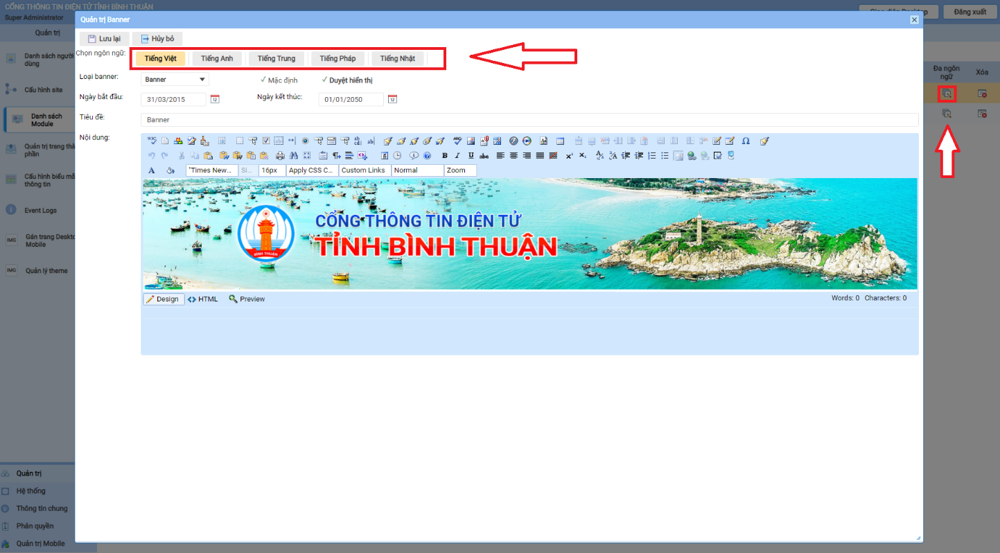 CỔNG THÔNG TIN ĐIỆN TỬ TỈNH BÌNH THUẬN
Super Administrator
Đăng xuất
Quản trị Banner
Quản trị
Lưu lại
Hủy bỏ
Chọn ngôn ngữ:
Tiếng Việt
Tiếng Anh
Tiếng Trung
Tiếng Pháp
Tiếng Nhật
Danh sách người
dùng
Loại banner:
Banner
Mặc định
Duyệt hiển thị
Đa ngôn
ngữ
Xóa
Cấu hình site
Ngày bắt đầu:
31/03/2015
12
Ngày kết thúc:
01/01/2050
12
Danh sách
Module
Tiêu đề:
Banner
Nội dung:
Quản trị trang thà
phần
"Times New...
Si...
16px
Apply CSS C...
Custom Links
Normal
Zoom
Cấu hình biểu mẫ
thông tin
Event Logs
CỔNG THÔNG TIN ĐIỆN TỬ
TỈNH BÌNH THUẬN
BÌNH THUẬN
IMG
Gán trang Deskto
Mobile
IMG
Quản lý theme
Design
HTML
Preview
Words: 0 Characters: 0
Quản trị
Hệ thống
Thông tin chung
Phân quyền
Quản trị Mobile